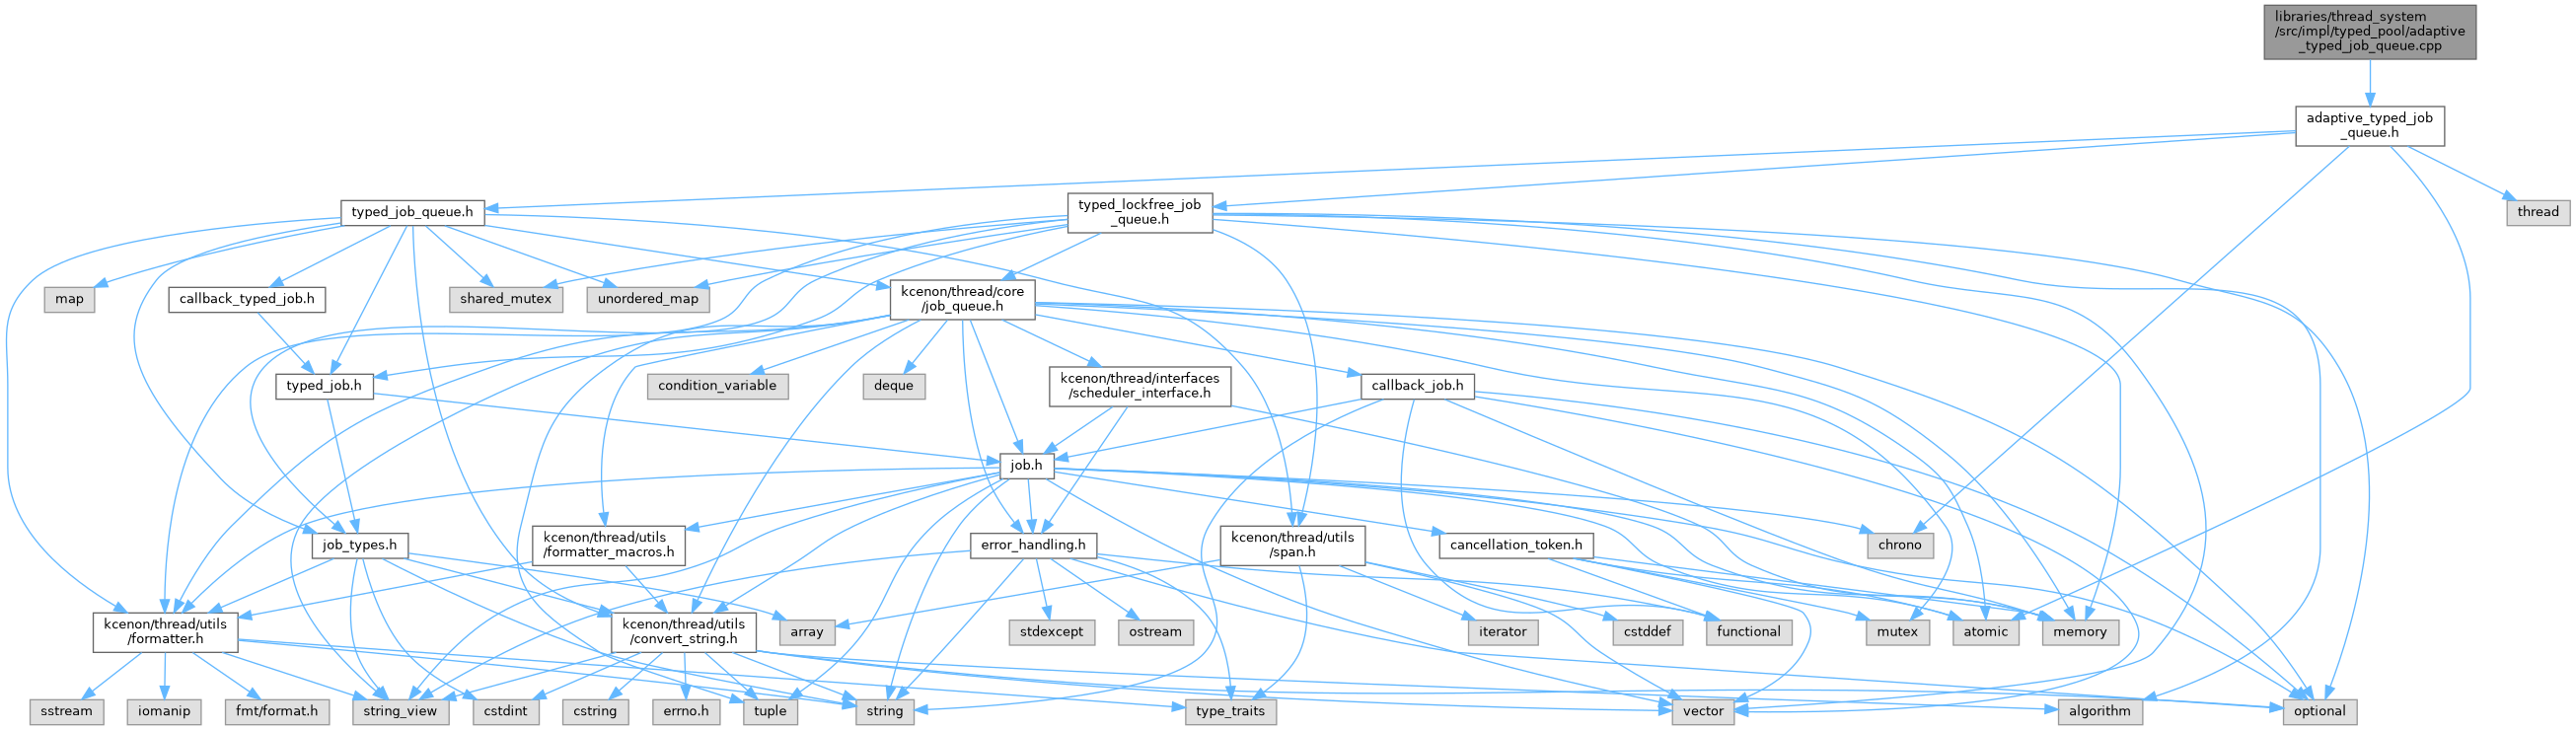 libraries/thread_system
/src/impl/typed_pool/adaptive
_typed_job_queue.cpp
adaptive_typed_job
_queue.h
typed_job_queue.h
typed_lockfree_job
_queue.h
thread
map
callback_typed_job.h
shared_mutex
unordered_map
kcenon/thread/core
/job_queue.h
typed_job.h
condition_variable
deque
kcenon/thread/interfaces
/scheduler_interface.h
callback_job.h
job.h
job_types.h
kcenon/thread/utils
/formatter_macros.h
error_handling.h
kcenon/thread/utils
/span.h
cancellation_token.h
chrono
kcenon/thread/utils
/formatter.h
kcenon/thread/utils
/convert_string.h
array
stdexcept
ostream
iterator
cstddef
functional
mutex
atomic
memory
sstream
iomanip
fmt/format.h
string_view
cstdint
cstring
errno.h
tuple
string
type_traits
vector
algorithm
optional